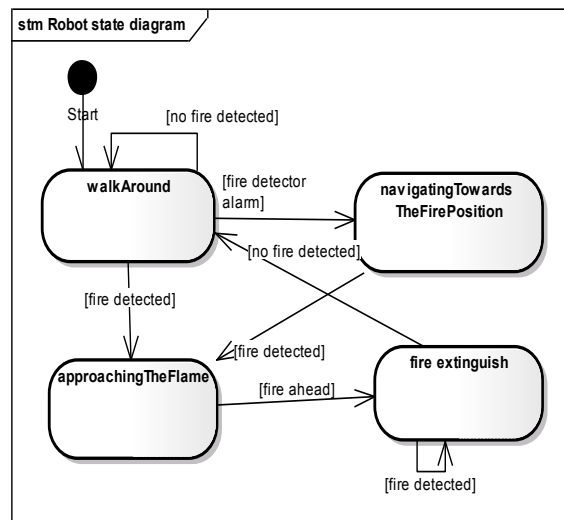 stm Robot state diagram
Start
[no fire detected]
walkAround
[fire detector
alarm]
navigatingTowards
TheFirePosition
[no fire detected]
[fire detected]
[fire detected]
approachingTheFlame
[fire ahead]
fire extinguish
[fire detected]